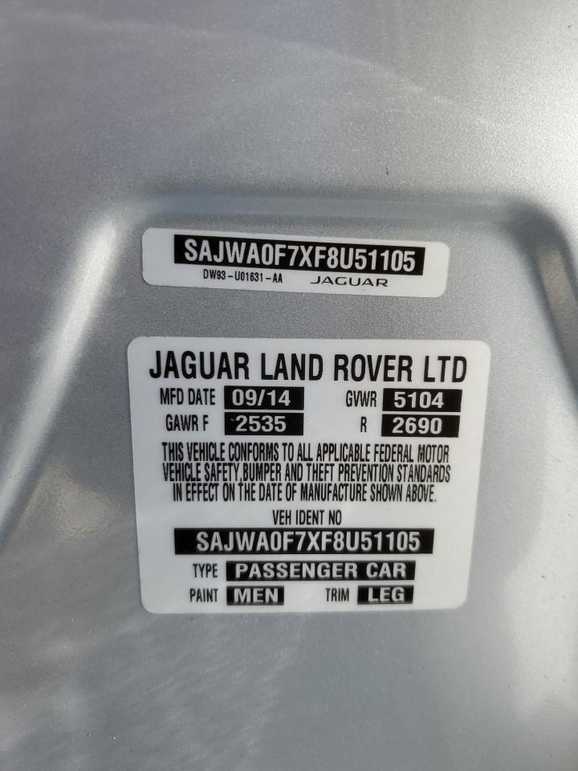 SAJWA0F7XF8U51105
DW93-U01631-AA JAGUAR
JAGUAR LAND ROVER LTD
MFD DATE 09/14 GVWR 5104
GAWR F 2535 R 2690
THIS VEHICLE CONFORMS TO ALL APPLICABLE FEDERAL MOTOR
VEHICLE SAFETY,BUMPER AND THEFT PREVENTION STANDARDS
IN EFFECT ON THE DATE OF MANUFACTURE SHOWN ABOVE.
VEH IDENT NO
SAJWA0F7XF8U51105
TYPE PASSENGER CAR
PAINT MEN TRIM LEG